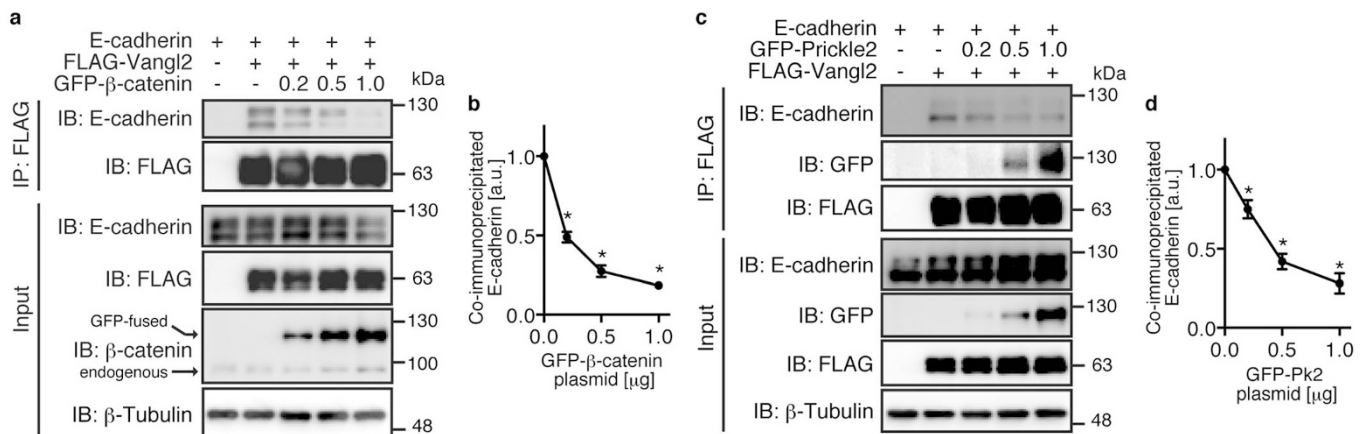 a
E-cadherin + + + + +
FLAG-Vangl2 - + + + +
GFP-β-catenin - - 0.2 0.5 1.0 kDa
IP: FLAG
IB: E-cadherin 130
IB: FLAG 63
Input
IB: E-cadherin 130
IB: FLAG 63
GFP-fused 130
IB: β-catenin
endogenous 100
IB: β-Tubulin 48
b
Co-immunoprecipitated
E-cadherin [a.u.]
1.0
0.5
0.0
* * *
0.0 0.5 1.0
GFP-β-catenin
plasmid [μg]
c
E-cadherin + + + + +
GFP-Prickle2 - - 0.2 0.5 1.0
FLAG-Vangl2 - + + + + kDa
IP: FLAG
IB: E-cadherin 130
IB: GFP 130
IB: FLAG 63
Input
IB: E-cadherin 130
IB: GFP 130
IB: FLAG 63
IB: β-Tubulin 48
d
Co-immunoprecipitated
E-cadherin [a.u.]
1.0
0.5
0.0
* * *
0.0 0.5 1.0
GFP-Pk2
plasmid [μg]